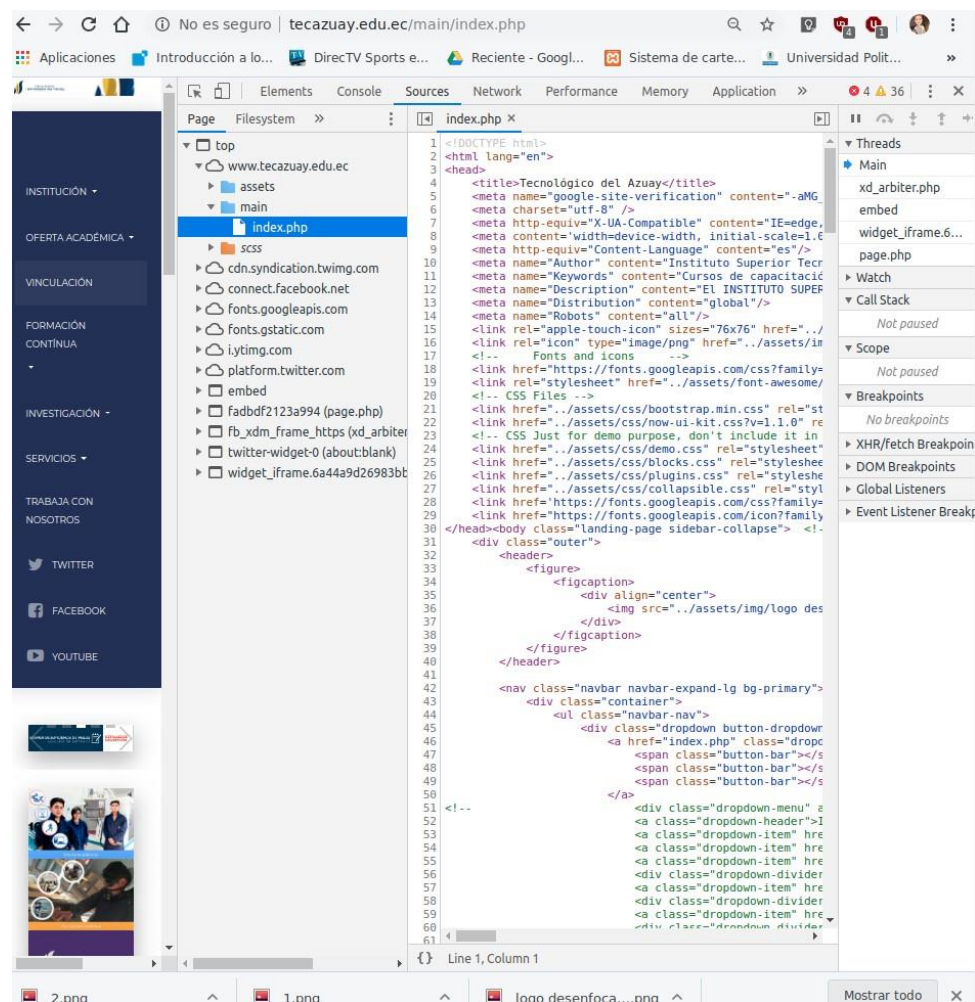 No es seguro | tecazuay.edu.ec/main/index.php
4
1
Aplicaciones
Introducción a lo...
DirecTV Sports e...
Reciente - Googl...
Sistema de carte...
Universidad Polit...
»
Elements Console Sources Network Performance Memory Application » 4 36
Page Filesystem »
index.php ×
INSTITUCIÓN
OFERTA ACADÉMICA
VINCULACIÓN
FORMACIÓN
CONTÍNUA
INVESTIGACIÓN
SERVICIOS
TRABAJA CON
NOSOTROS
TWITTER
FACEBOOK
YOUTUBE
top
www.tecazuay.edu.ec
assets
main
index.php
scss
cdn.syndication.twimg.com
connect.facebook.net
fonts.googleapis.com
fonts.gstatic.com
i.ytimg.com
platform.twitter.com
embed
fadbdf2123a994 (page.php)
fb_xdm_frame_https (xd_arbiter
twitter-widget-0 (about:blank)
widget_iframe.6a44a9d26983bb
1 <!DOCTYPE html>
2 <html lang="en">
3 <head>
4 <title>Tecnológico del Azuay</title>
5 <meta name="google-site-verification" content="-aMG_
6 <meta charset="utf-8" />
7 <meta http-equiv="X-UA-Compatible" content="IE=edge,
8 <meta content='width=device-width, initial-scale=1.0
9 <meta http-equiv="Content-Language" content="es"/>
10 <meta name="Author" content="Instituto Superior Tecn
11 <meta name="Keywords" content="Cursos de capacitació
12 <meta name="Description" content="El INSTITUTO SUPER
13 <meta name="Distribution" content="global"/>
14 <meta name="Robots" content="all"/>
15 <link rel="apple-touch-icon" sizes="76x76" href="../
16 <link rel="icon" type="image/png" href="../assets/im
17 <!-- Fonts and icons -->
18 <link href="https://fonts.googleapis.com/css?family=
19 <link rel="stylesheet" href="../assets/font-awesome/
20 <!-- CSS Files -->
21 <link href="../assets/css/bootstrap.min.css" rel="st
22 <link href="../assets/css/now-ui-kit.css?v=1.1.0" re
23 <!-- CSS Just for demo purpose, don't include it in
24 <link href="../assets/css/demo.css" rel="stylesheet"
25 <link href="../assets/css/blocks.css" rel="styleshee
26 <link href="../assets/css/plugins.css" rel="styleshe
27 <link href="../assets/css/collapsible.css" rel="styl
28 <link href='https://fonts.googleapis.com/css?family=
29 <link href="https://fonts.googleapis.com/icon?family
30 </head><body class="landing-page sidebar-collapse"> <!-
31 <div class="outer">
32 <header>
33 <figure>
34 <figcaption>
35 <div align="center">
36 <img src="../assets/img/logo des
37 </div>
38 </figcaption>
39 </figure>
40 </header>
41
42 <nav class="navbar navbar-expand-lg bg-primary">
43 <div class="container">
44 <ul class="navbar-nav">
45 <div class="dropdown button-dropdown
46 <a href="index.php" class="dropd
47 <span class="button-bar"></s
48 <span class="button-bar"></s
49 <span class="button-bar"></s
50 </a>
51 <!-- <div class="dropdown-menu" a
52 <a class="dropdown-header">I
53 <a class="dropdown-item" hre
54 <a class="dropdown-item" hre
55 <a class="dropdown-item" hre
56 <div class="dropdown-divider
57 <a class="dropdown-item" hre
58 <div class="dropdown-divider
59 <a class="dropdown-item" hre
60 <div class="dropdown divider
61
{} Line 1, Column 1
Threads
Main
xd_arbiter.php
embed
widget_iframe.6...
page.php
Watch
Call Stack
Not paused
Scope
Not paused
Breakpoints
No breakpoints
XHR/fetch Breakpoin
DOM Breakpoints
Global Listeners
Event Listener Breakp
2.png
1.png
logo desenfoca....png
Mostrar todo